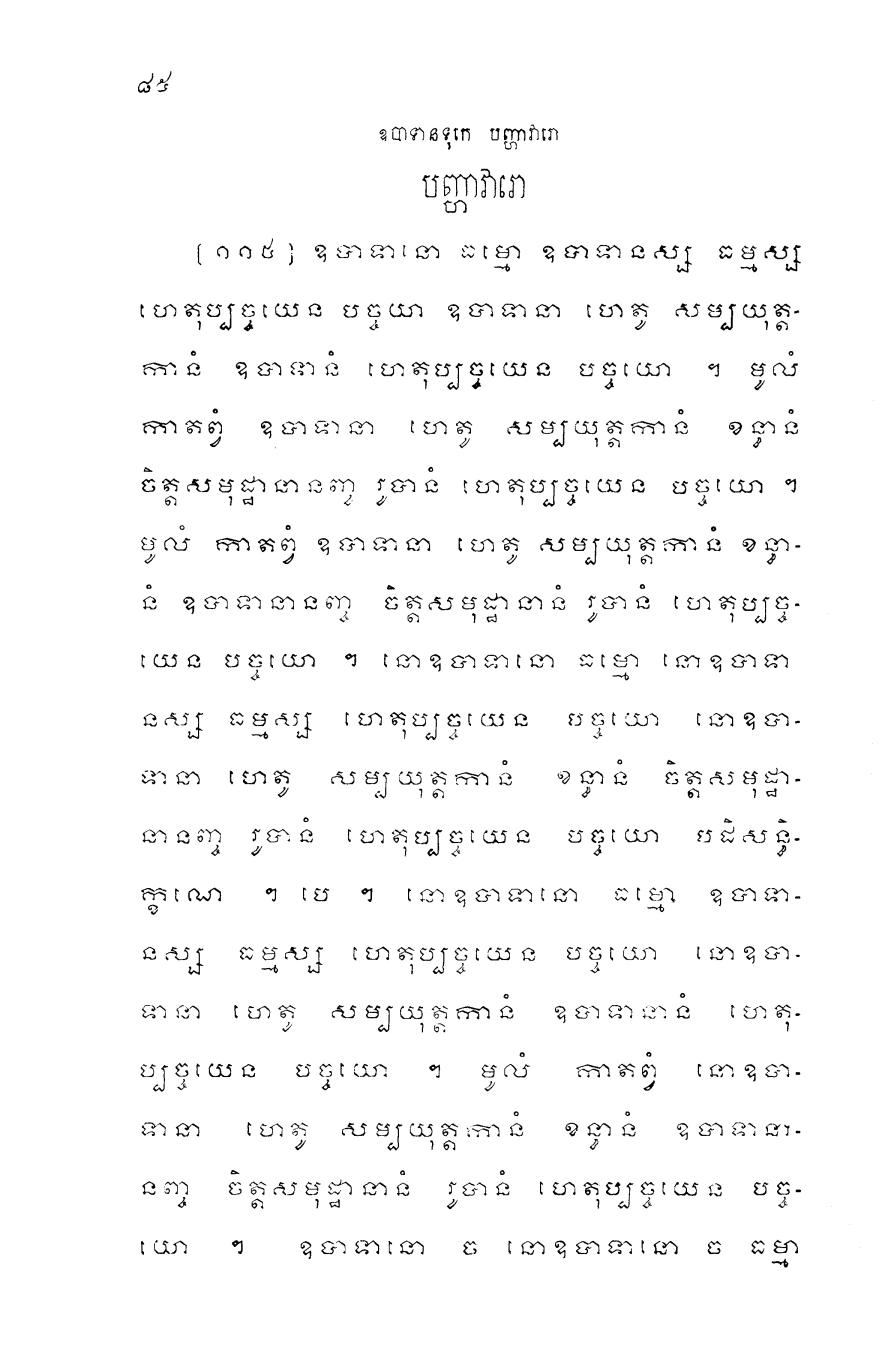 ៨៥
ឧបាទានទុកេ បញ្ហាវារោ
បញ្ហាវារោ
[ ១១៥ ] ឧបាទានោ ធម្មោ ឧបាទានស្ស ធម្មស្ស
ហេតុប្បច្ចយេន បច្ចយោ ឧបាទានា ហេតូ សម្បយុត្ត-
កានំ ឧបាទានំ ហេតុប្បច្ចយេន បច្ចយោ ។ មូលំ
កាតព្វំ ឧបាទានា ហេតូ សម្បយុត្តកានំ ខន្ធានំ
ចិត្តសមុដ្ឋានានញ្ច រូបានំ ហេតុប្បច្ចយេន បច្ចយោ ។
មូលំ កាតព្វំ ឧបាទានា ហេតូ សម្បយុត្តកានំ ខន្ធា-
នំ ឧបាទានានញ្ច ចិត្តសមុដ្ឋានានំ រូបានំ ហេតុប្បច្ច-
យេន បច្ចយោ ។ នោឧបាទានោ ធម្មោ នោឧបាទា
នស្ស ធម្មស្ស ហេតុប្បច្ចយេន បច្ចយោ នោឧបា-
ទានា ហេតូ សម្បយុត្តកានំ ខន្ធានំ ចិត្តសមុដ្ឋា-
នានញ្ច រូបានំ ហេតុប្បច្ចយេន បច្ចយោ បដិសន្ធិ-
ក្ខណេ ។ បេ ។ នោឧបាទានោ ធម្មោ ឧបាទា-
នស្ស ធម្មស្ស ហេតុប្បច្ចយេន បច្ចយោ នោឧបា-
ទានា ហេតូ សម្បយុត្តកានំ ឧបាទានានំ ហេតុ-
ប្បច្ចយេន បច្ចយោ ។ មូលំ កាតព្វំ នោឧបា-
ទានា ហេតូ សម្បយុត្តកានំ ខន្ធានំ ឧបាទានា-
នញ្ច ចិត្តសមុដ្ឋានានំ រូបានំ ហេតុប្បច្ចយេន បច្ច-
យោ ។ ឧបាទានោ ច នោឧបាទានោ ច ធម្មា